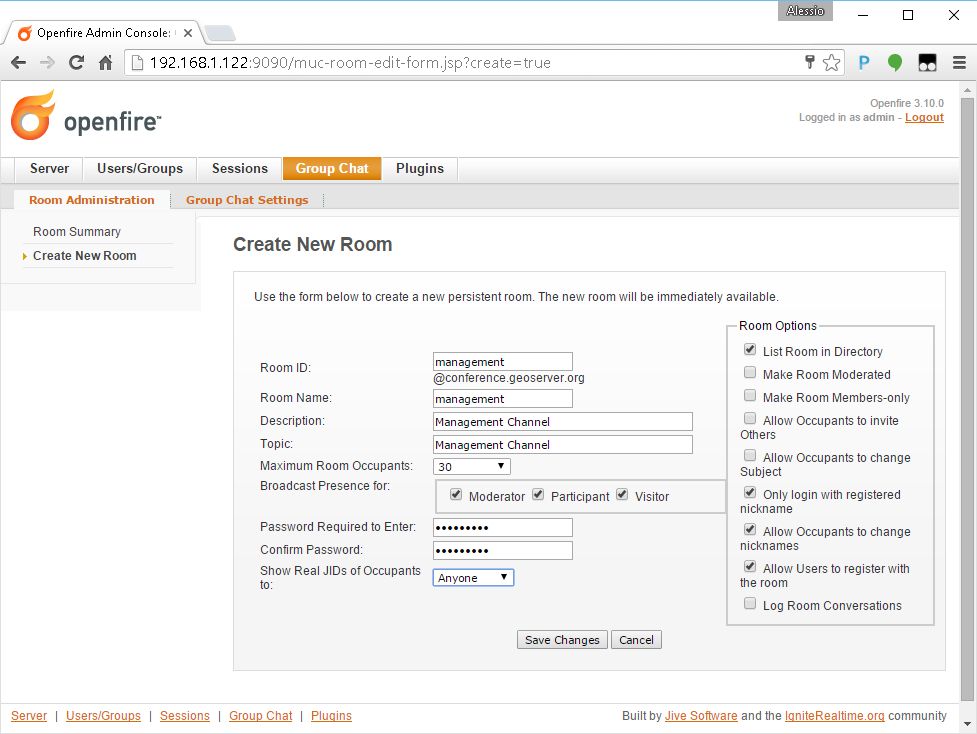 Alessio
Openfire Admin Console:
192.168.1.122:9090/muc-room-edit-form.jsp?create=true
P
openfire™
Openfire 3.10.0
Logged in as admin - Logout
Server Users/Groups Sessions Group Chat Plugins
Room Administration Group Chat Settings
Room Summary
Create New Room
Create New Room
Use the form below to create a new persistent room. The new room will be immediately available.
Room ID: management
@conference.geoserver.org
Room Name: management
Description: Management Channel
Topic: Management Channel
Maximum Room Occupants: 30
Broadcast Presence for: Moderator Participant Visitor
Password Required to Enter: •••••••••
Confirm Password: •••••••••
Show Real JIDs of Occupants
to: Anyone
Room Options
List Room in Directory
Make Room Moderated
Make Room Members-only
Allow Occupants to invite
Others
Allow Occupants to change
Subject
Only login with registered
nickname
Allow Occupants to change
nicknames
Allow Users to register with
the room
Log Room Conversations
Save Changes Cancel
Server | Users/Groups | Sessions | Group Chat | Plugins
Built by Jive Software and the IgniteRealtime.org community